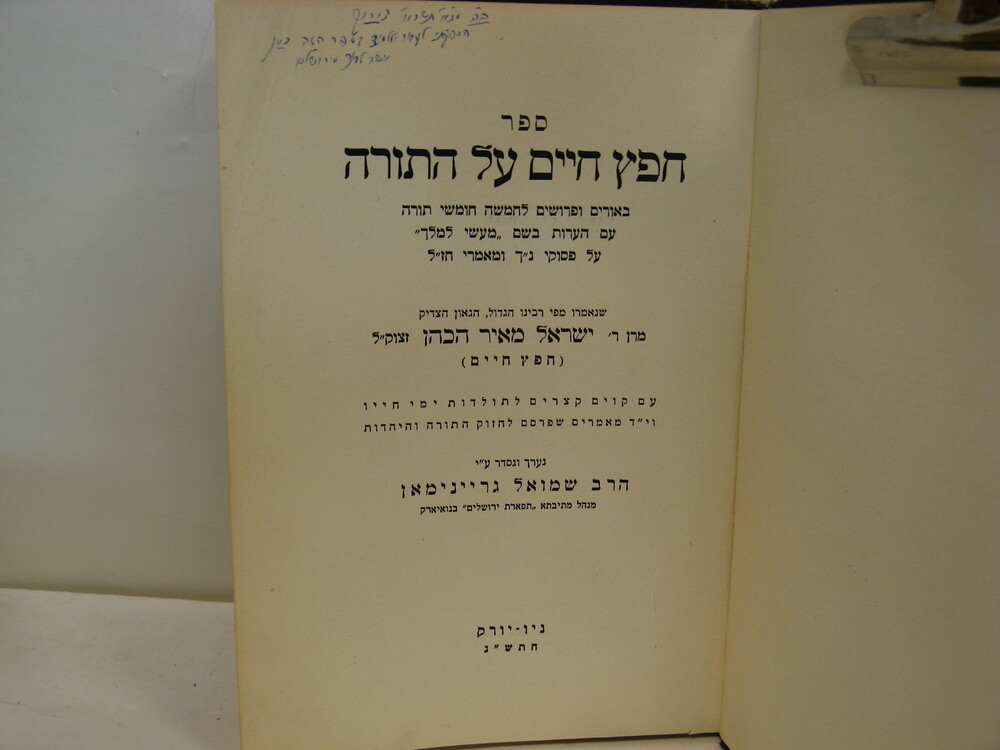 ספר
חפץ חיים על התורה
באורים ופרושים לחמשה חומשי תורה
עם הערות בשם „מעשי למלך"
על פסוקי נ"ך ומאמרי חז"ל
שנאמרו מפי רבינו הגדול, הגאון הצדיק
מרן ר' ישראל מאיר הכהן זצוק"ל
(חפץ חיים)
עם קוים קצרים לתולדות ימי חייו
וי"ד מאמרים שפרסם לחזוק התורה והיהדות
נערך ונסדר ע"י
הרב שמואל גריינימאן
מנהל מתיבתא „תפארת ירושלים" בנואיארק
ניו-יורק
התש"ג